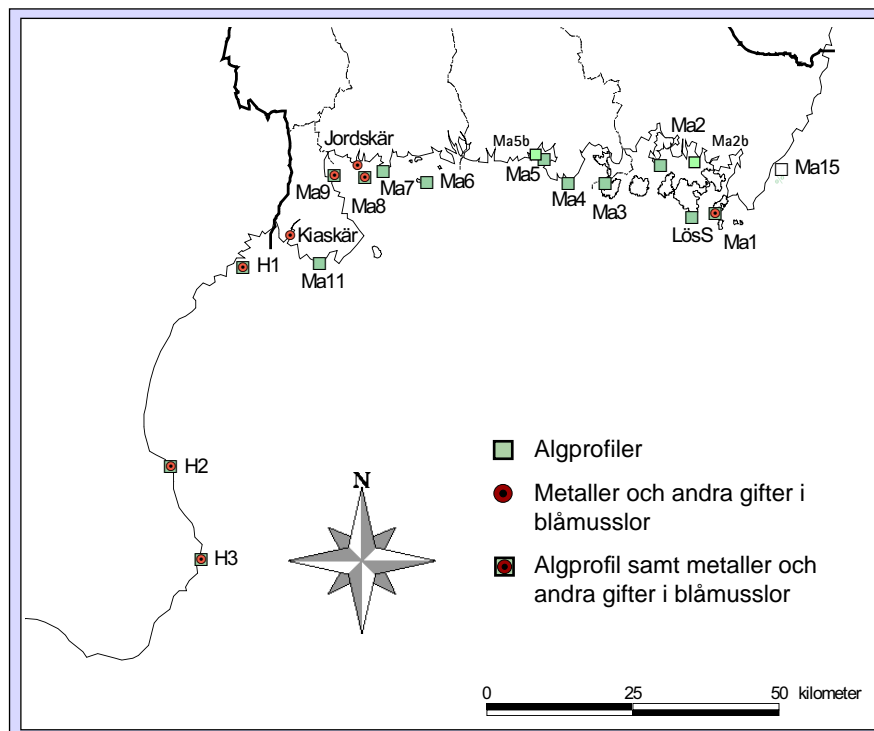 Jordskär
Ma2
Ma5b
Ma2b
Ma5
Ma15
Ma9
Ma7
Ma6
Ma8
Ma4
Ma3
Kiaskär
LösS
Ma1
H1
Ma11
H2
Algprofiler
N
Metaller och andra gifter i
blåmusslor
H3
Algprofil samt metaller och
andra gifter i blåmusslor
0 25 50 kilometer